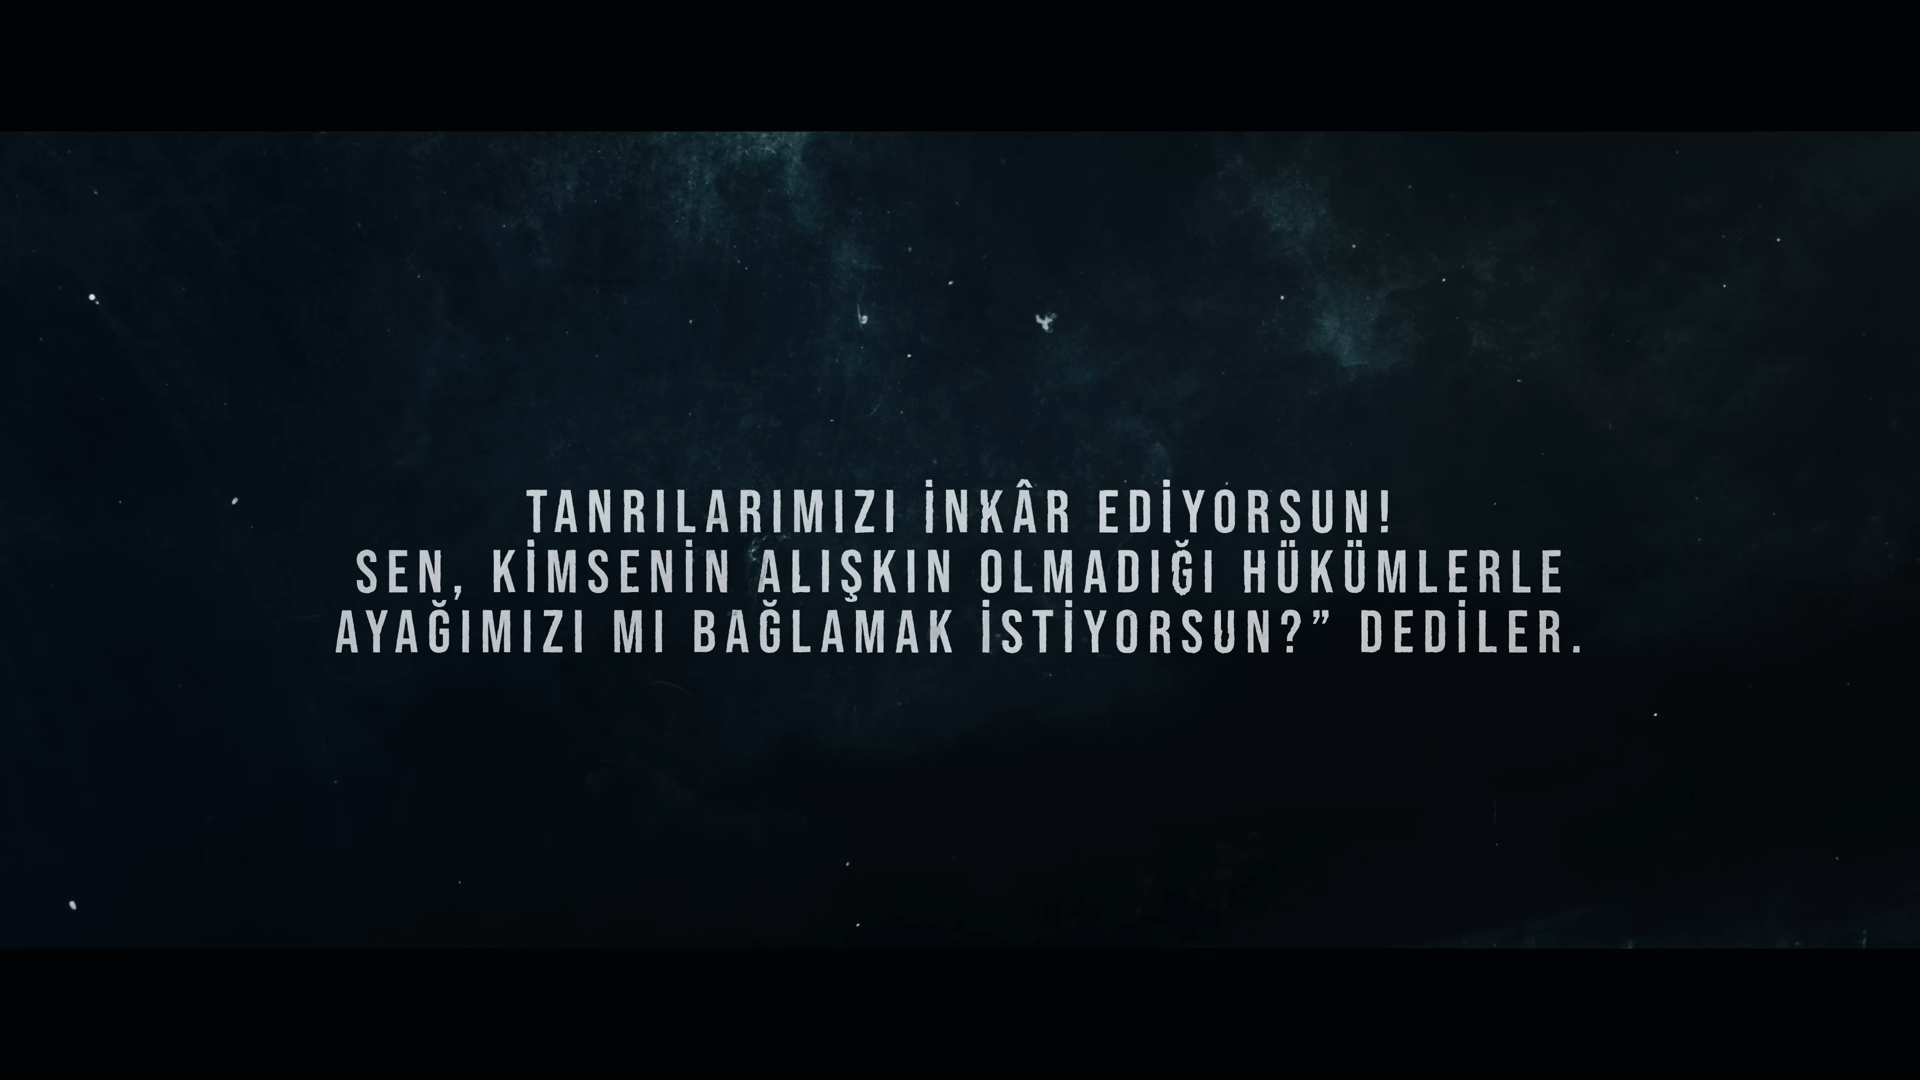 TANRILARIMIZI İNKÂR EDİYORSUN!
SEN, KİMSENİN ALIŞKIN OLMADIĞI HÜKÜMLERLE
AYAĞIMIZI MI BAĞLAMAK İSTİYORSUN?” DEDİLER.